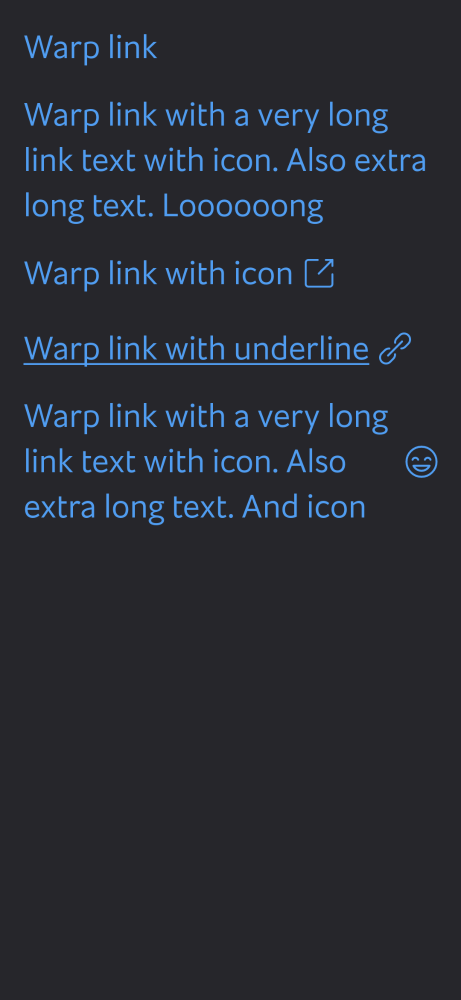 Warp link
Warp link with a very long
link text with icon. Also extra
long text. Loooooong
Warp link with icon
Warp link with underline
Warp link with a very long
link text with icon. Also
extra long text. And icon